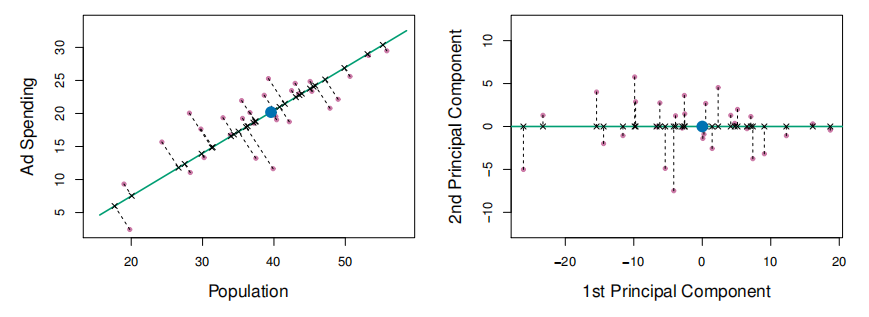 Ad Spending
30
25
20
15
10
5
20 30 40 50
Population
2nd Principal Component
10
5
0
−5
−10
−20 −10 0 10 20
1st Principal Component